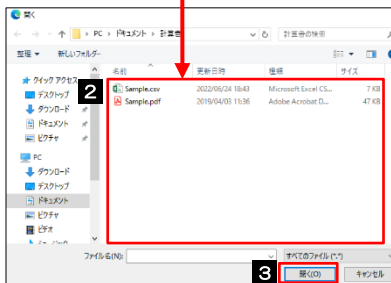 開く
PC › ドキュメント › 計算書
計算書の検索
整理 ▼ 新しいフォルダー
名前 更新日時 種類 サイズ
クイック アクセス
デスクトップ
ダウンロード
ドキュメント
ピクチャ
PC
ダウンロード
デスクトップ
ドキュメント
ピクチャ
ビデオ
2
Sample.csv 2022/06/24 18:43 Microsoft Excel CS... 7 KB
Sample.pdf 2019/04/03 11:36 Adobe Acrobat D... 47 KB
ファイル名(N): すべてのファイル (*.*)
3 開く(O) キャンセル